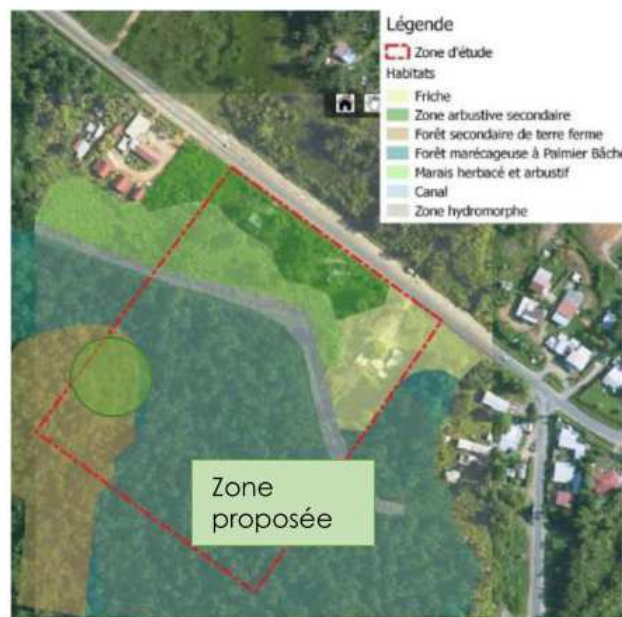 Légende
Zone d'étude
Habitats
Friche
Zone arbustive secondaire
Forêt secondaire de terre ferme
Forêt marécageuse à Palmier Bâche
Marais herbacé et arbustif
Canal
Zone hydromorphe
Zone
proposée